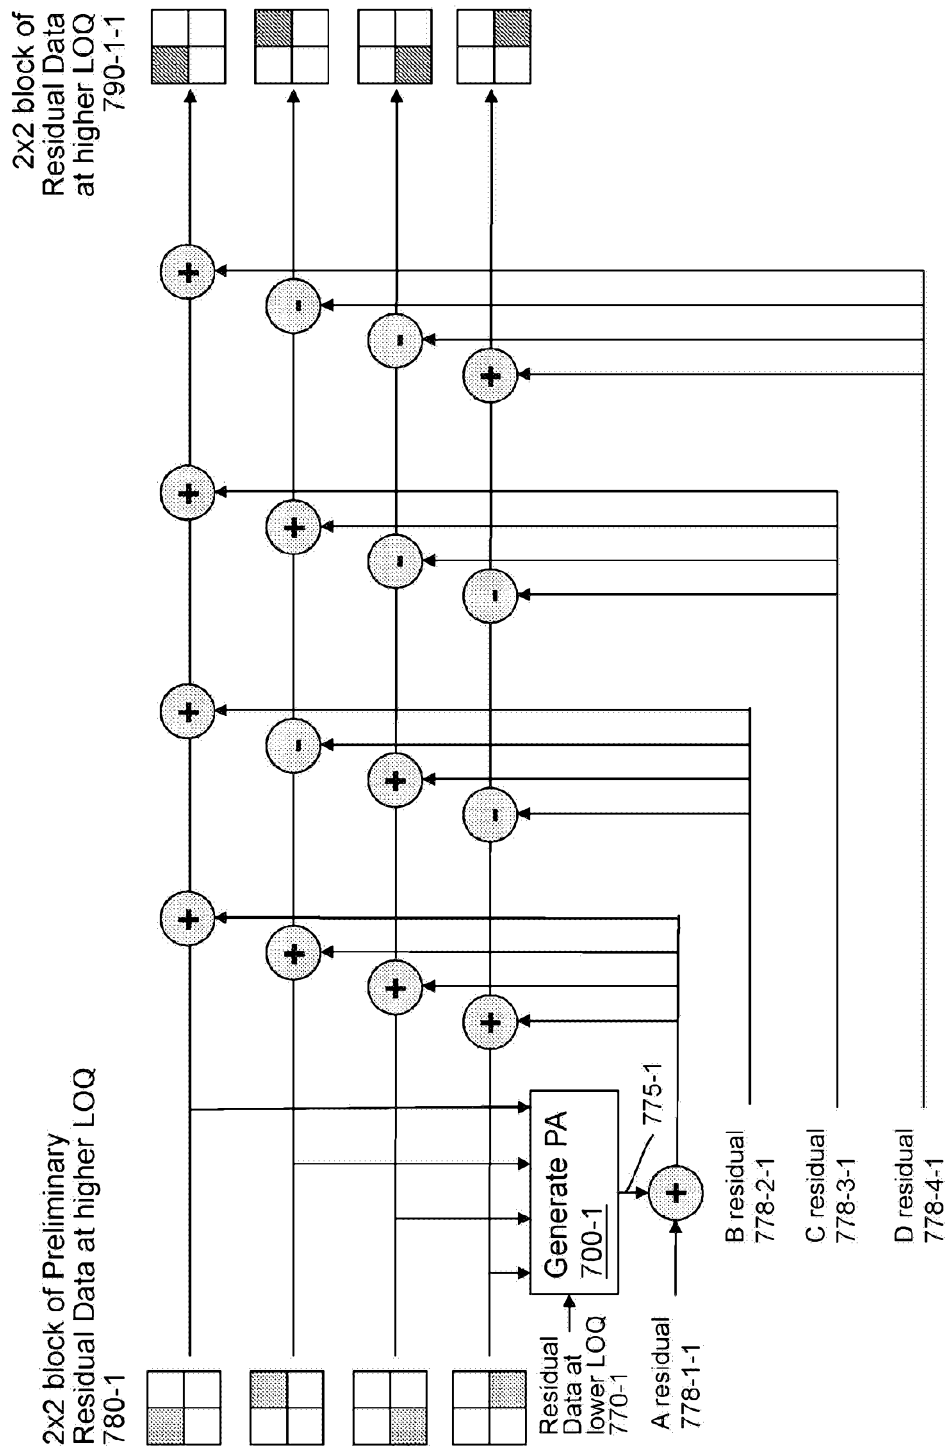 2x2 block of
Residual Data
at higher LOQ
790-1-1
+
-
-
+
+
+
-
-
+
-
+
-
+
+
+
+
2x2 block of Preliminary
Residual Data at higher LOQ
780-1
Generate PA
700-1
775-1
+
Residual
Data at
lower LOQ
770-1
A residual
778-1-1
B residual
778-2-1
C residual
778-3-1
D residual
778-4-1